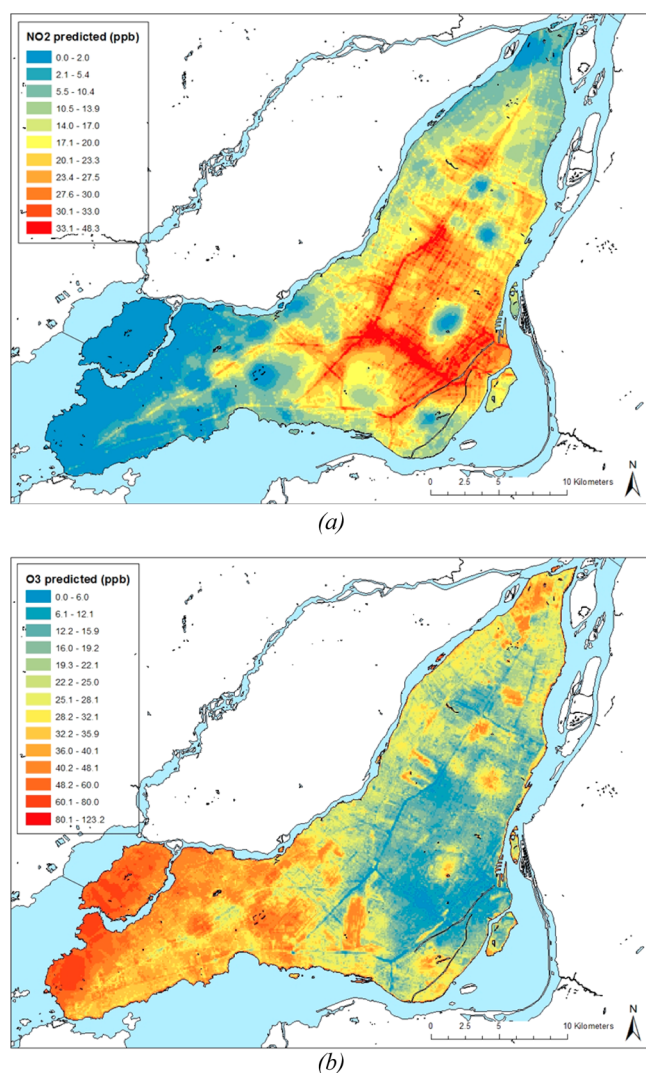 NO2 predicted (ppb)
0.0 - 2.0
2.1 - 5.4
5.5 - 10.4
10.5 - 13.9
14.0 - 17.0
17.1 - 20.0
20.1 - 23.3
23.4 - 27.5
27.6 - 30.0
30.1 - 33.0
33.1 - 48.3
N
0 2.5 5 10 Kilometers
(a)
O3 predicted (ppb)
0.0 - 6.0
6.1 - 12.1
12.2 - 15.9
16.0 - 19.2
19.3 - 22.1
22.2 - 25.0
25.1 - 28.1
28.2 - 32.1
32.2 - 35.9
36.0 - 40.1
40.2 - 48.1
48.2 - 60.0
60.1 - 80.0
80.1 - 123.2
N
0 2.5 5 10 Kilometers
(b)